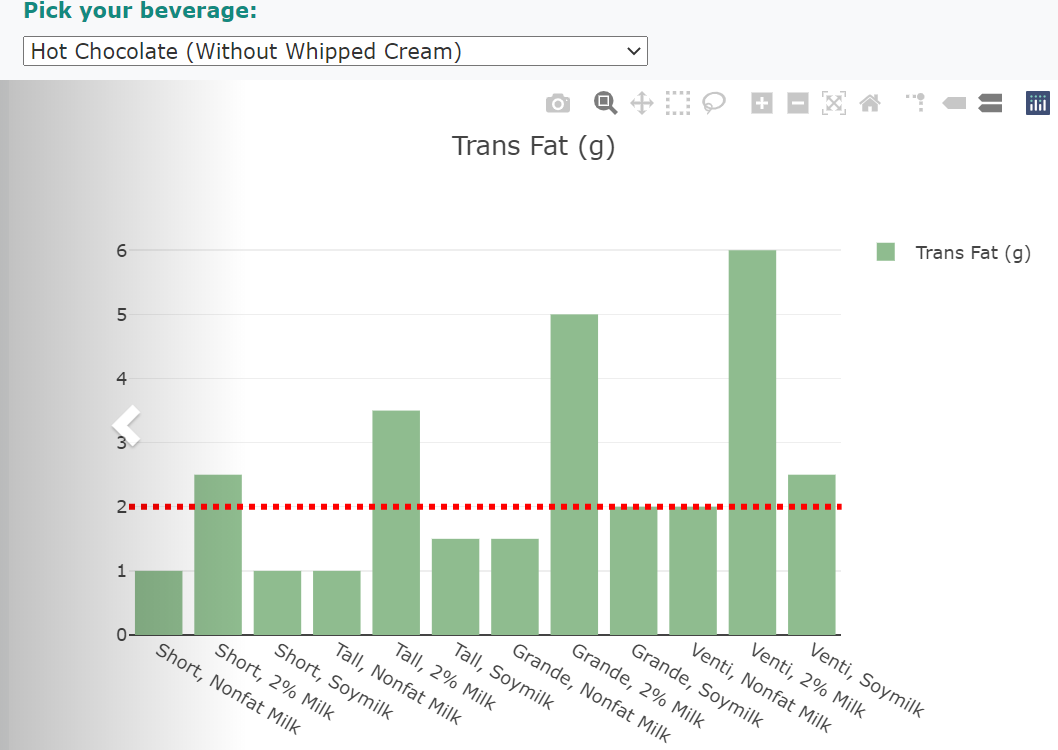 Pick your beverage:
Hot Chocolate (Without Whipped Cream)
Trans Fat (g)
6
5
4
3
2
1
0
Trans Fat (g)
Short, Nonfat Milk
Short, 2% Milk
Short, Soymilk
Tall, Nonfat Milk
Tall, 2% Milk
Tall, Soymilk
Grande, Nonfat Milk
Grande, 2% Milk
Grande, Soymilk
Venti, Nonfat Milk
Venti, 2% Milk
Venti, Soymilk